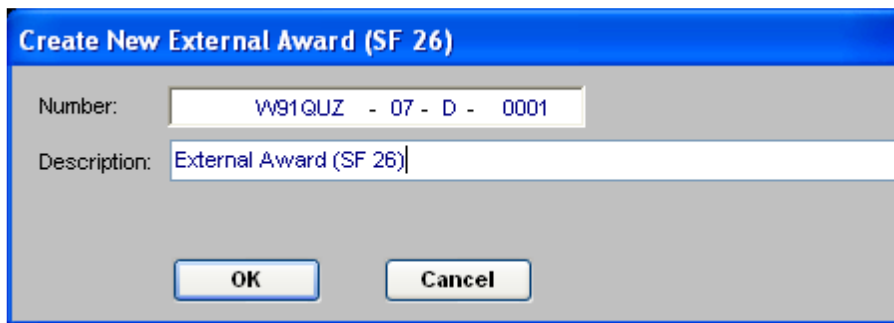 Create New External Award (SF 26)
Number: W91QUZ - 07 - D - 0001
Description: External Award (SF 26)
OK Cancel